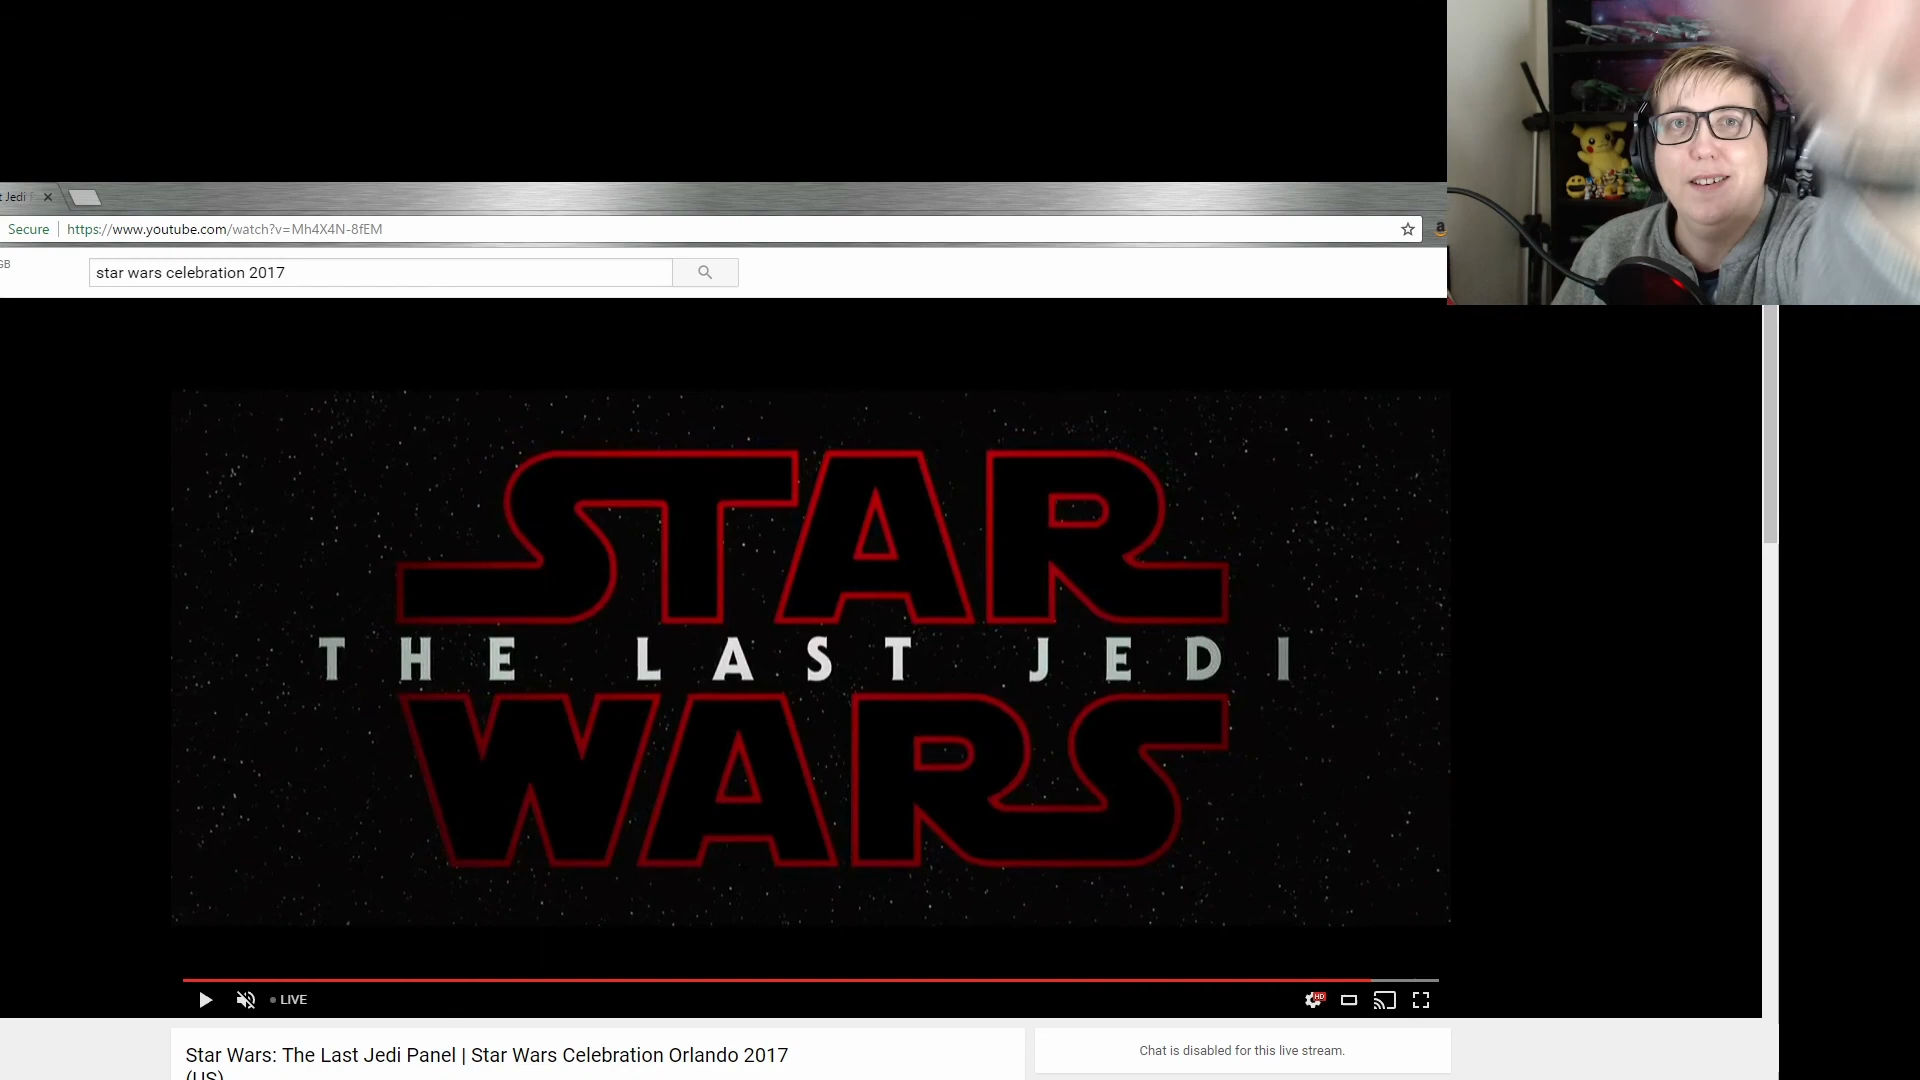 t Jedi
Secure
https://www.youtube.com/watch?v=Mh4X4N-8fEM
GB
star wars celebration 2017
STAR
THE LAST JEDI
WARS
LIVE
HD
Star Wars: The Last Jedi Panel | Star Wars Celebration Orlando 2017
(US)
Chat is disabled for this live stream.